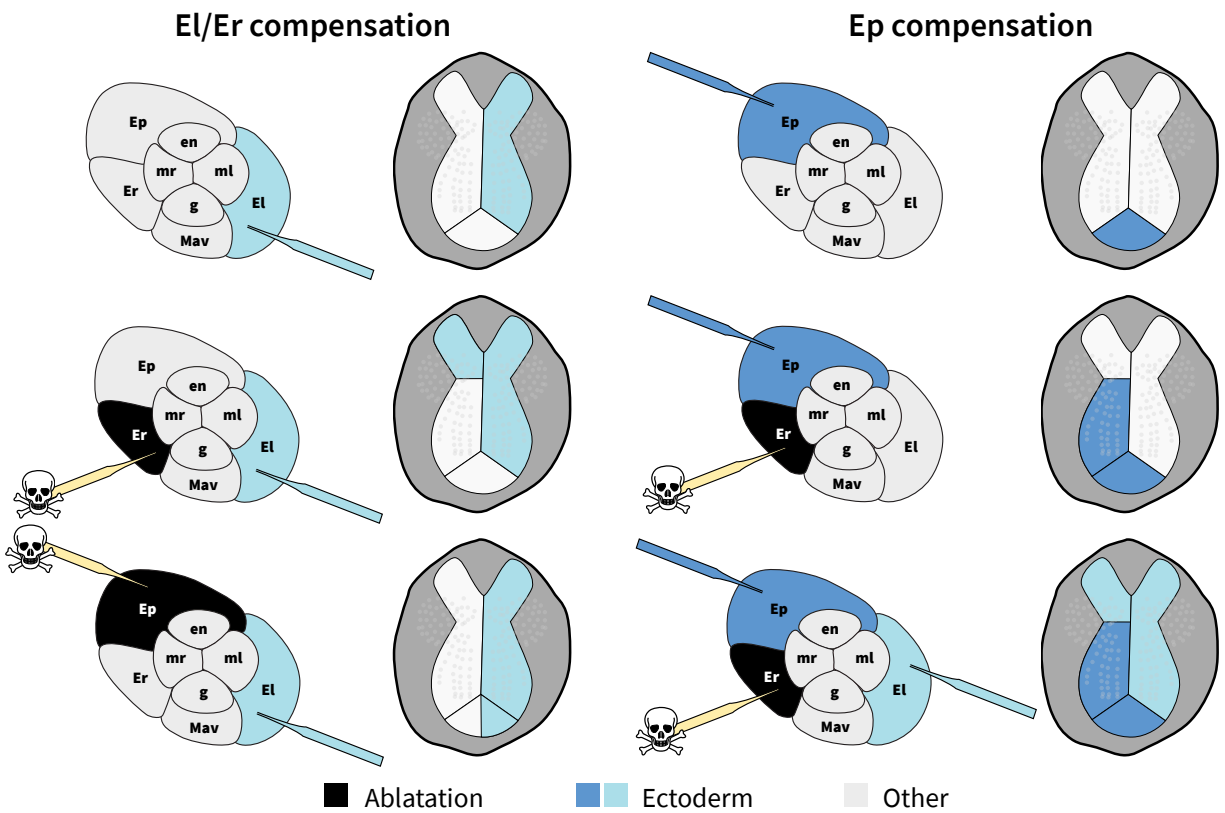 El/Er compensation
Ep compensation
Ep
en
mr
ml
Er
El
g
Mav
Ep
en
mr
ml
Er
El
g
Mav
Ep
en
mr
ml
Er
El
g
Mav
Ep
en
mr
ml
Er
El
g
Mav
Ep
en
mr
ml
Er
El
g
Mav
Ep
en
mr
ml
Er
El
g
Mav
Ablatation
Ectoderm
Other